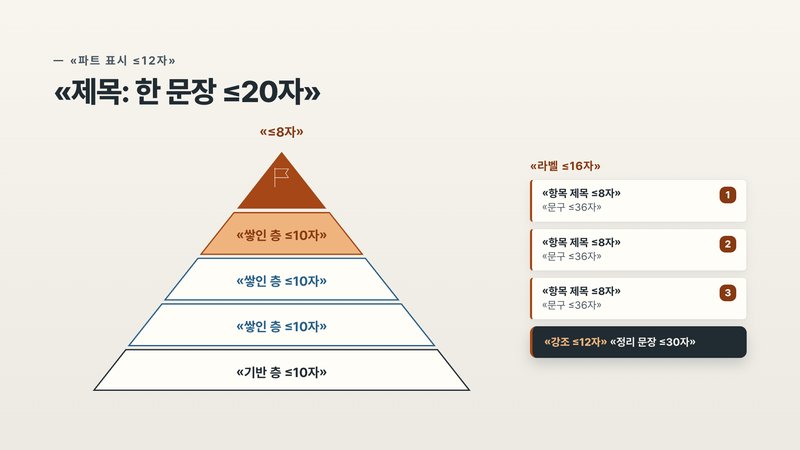 — «파트 표시 ≤12자»
«제목: 한 문장 ≤20자»
«≤8자»
«쌓인 층 ≤10자»
«쌓인 층 ≤10자»
«쌓인 층 ≤10자»
«기반 층 ≤10자»
«라벨 ≤16자»
«항목 제목 ≤8자» 1
«문구 ≤36자»
«항목 제목 ≤8자» 2
«문구 ≤36자»
«항목 제목 ≤8자» 3
«문구 ≤36자»
«강조 ≤12자» «정리 문장 ≤30자»